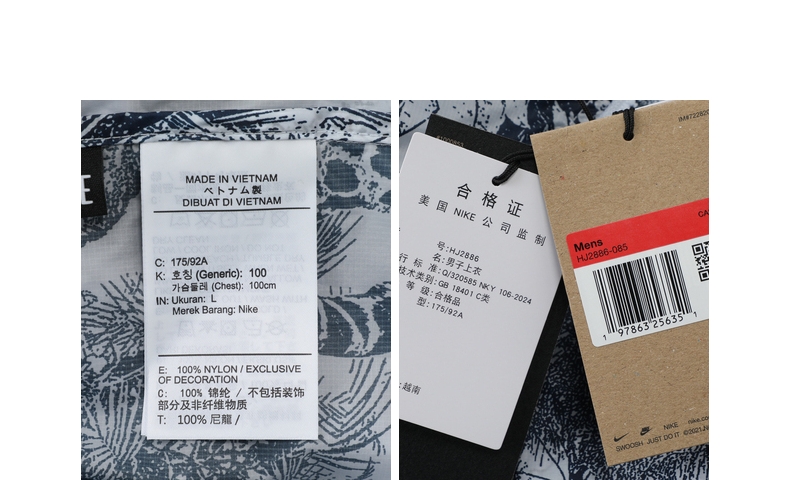 MADE IN VIETNAM
ベトナム製
DIBUAT DI VIETNAM
C: 175/92A
K: 호칭 (Generic): 100
가슴둘레 (Chest): 100cm
IN: Ukuran: L
Merek Barang: Nike
E: 100% NYLON / EXCLUSIVE
OF DECORATION
C: 100% 锦纶 / 不包括装饰
部分及非纤维物质
T: 100% 尼龍 /
E
合格证
美国 NIKE 公司监制
号:HJ2886
名:男子上衣
行标准:Q/320585 NKY 106-2024
技术类别:GB 18401 C类
等级:合格品
型:175/92A
:越南
Mens
HJ2886-085
CA
1 97863 25635 1
NIKE nike.co
SWOOSH. JUST DO IT ©2021